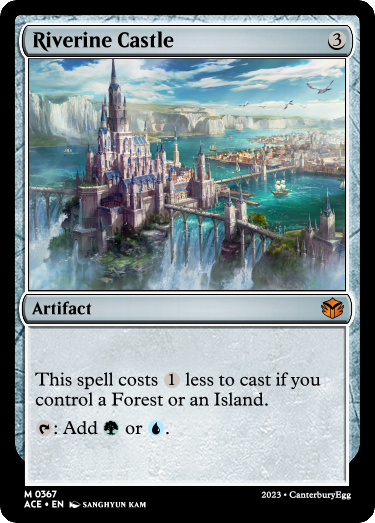 Riverine Castle 3
Artifact
This spell costs 1 less to cast if you
control a Forest or an Island.
: Add or .
M 0367
ACE • EN SANGHYUN KAM
2023 • CanterburyEgg